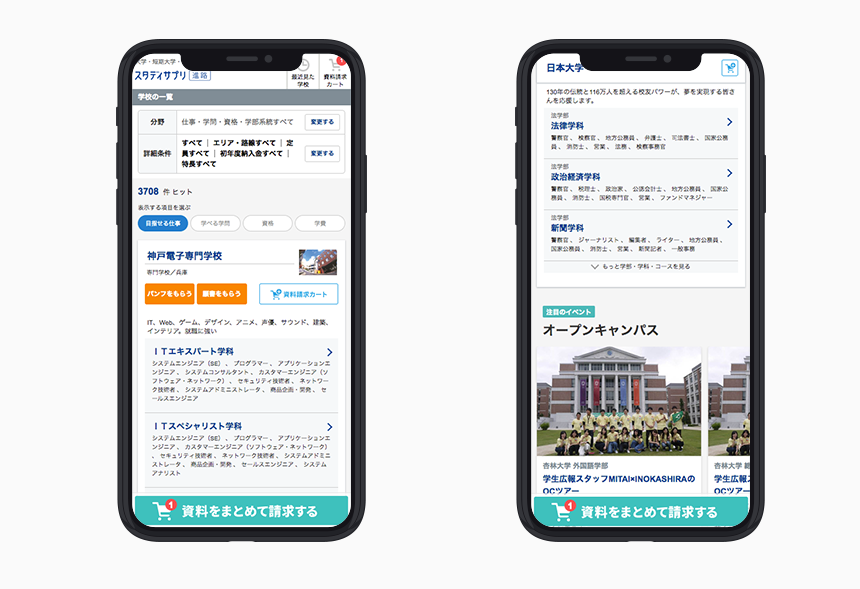 学・短期大学・
スタディサプリ 進路
最近見た
学校
1
資料請求
カート
学校の一覧
分野
仕事・学問・資格・学部系統すべて
変更する
詳細条件
すべて | エリア・路線すべて | 定
員すべて | 初年度納入金すべて |
特長すべて
変更する
3708 件 ヒット
表示する項目を選ぶ
目指せる仕事
学べる学問
資格
学費
神戸電子専門学校
専門学校／兵庫
パンフをもらう
願書をもらう
資料請求カート
IT、Web、ゲーム、デザイン、アニメ、声優、サウンド、建築、
インテリア。就職に強い
ＩＴエキスパート学科
システムエンジニア（SE）、 プログラマー、 アプリケーションエ
ンジニア、 システムコンサルタント、 カスタマーエンジニア（ソ
フトウェア・ネットワーク）、 セキュリティ技術者、 ネットワー
ク技術者、 システムアドミニストレータ、 商品企画・開発、 セ
ールスエンジニア
ＩＴスペシャリスト学科
システムエンジニア（SE）、 プログラマー、 アプリケーションエ
ンジニア、 カスタマーエンジニア（ソフトウェア・ネットワーク）
、 セキュリティ技術者、 ネットワーク技術者、 システムアドミニ
ストレータ、 商品企画・開発、 セールスエンジニア、 システム
アナリスト
1
資料をまとめて請求する
日本大学
130年の伝統と116万人を超える校友パワーが、夢を実現する皆さ
んを応援します。
法学部
法律学科
警察官、 検察官、 地方公務員、 弁護士、 司法書士、 国家公務
員、 消防士、 営業、 法務、 検察事務官
法学部
政治経済学科
警察官、 税理士、 政治家、 公認会計士、 地方公務員、 国家公
務員、 消防士、 国税専門官、 営業、 ファンドマネジャー
法学部
新聞学科
警察官、 ジャーナリスト、 編集者、 ライター、 地方公務員、
国家公務員、 消防士、 営業、 新聞記者、 一般事務
もっと学部・学科・コースを見る
注目のイベント
オープンキャンパス
杏林大学 外国語学部
学生広報スタッフMITAI×INOKASHIRAの
OCツアー
杏林大学
学生広報ス
OCツアー
1
資料をまとめて請求する